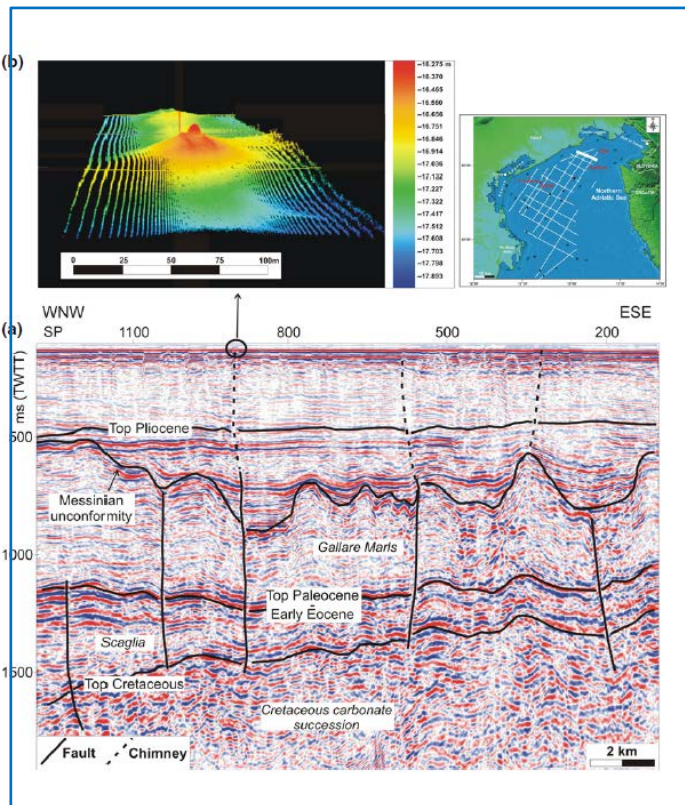 (b)
-16.275 m
-16.370
-16.465
-16.560
-16.656
-16.751
-16.846
-16.914
-17.036
-17.132
-17.227
-17.322
-17.417
-17.512
-17.608
-17.703
-17.798
-17.893
0 25 50 75 100m
SLOVENIA
CROATIA
Northern
Adriatic Sea
WNW ESE
(a) SP 1100 800 500 200
ms (TWTT)
Top Pliocene
500
Messinian
unconformity
Gallare Marls
1000
Top Paleocene
Early Eocene
Scaglia
1500
Top Cretaceous
Cretaceous carbonate
succession
Fault Chimney
2 km